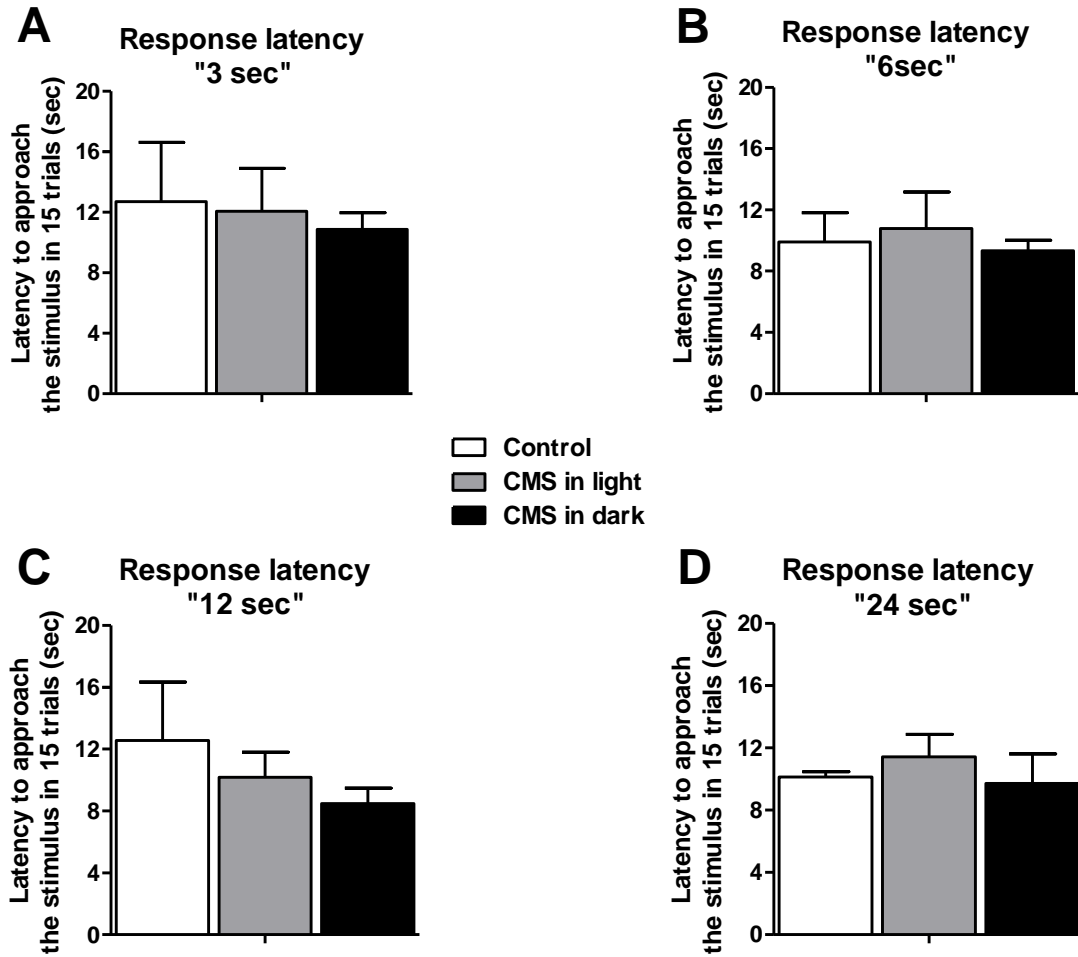 A
Response latency
"3 sec"
Latency to approach
the stimulus in 15 trials (sec)
20
16
12
8
4
0
B
Response latency
"6sec"
Latency to approach
the stimulus in 15 trials (sec)
20
16
12
8
4
0
Control
CMS in light
CMS in dark
C
Response latency
"12 sec"
Latency to approach
the stimulus in 15 trials (sec)
20
16
12
8
4
0
D
Response latency
"24 sec"
Latency to approach
the stimulus in 15 trials (sec)
20
16
12
8
4
0